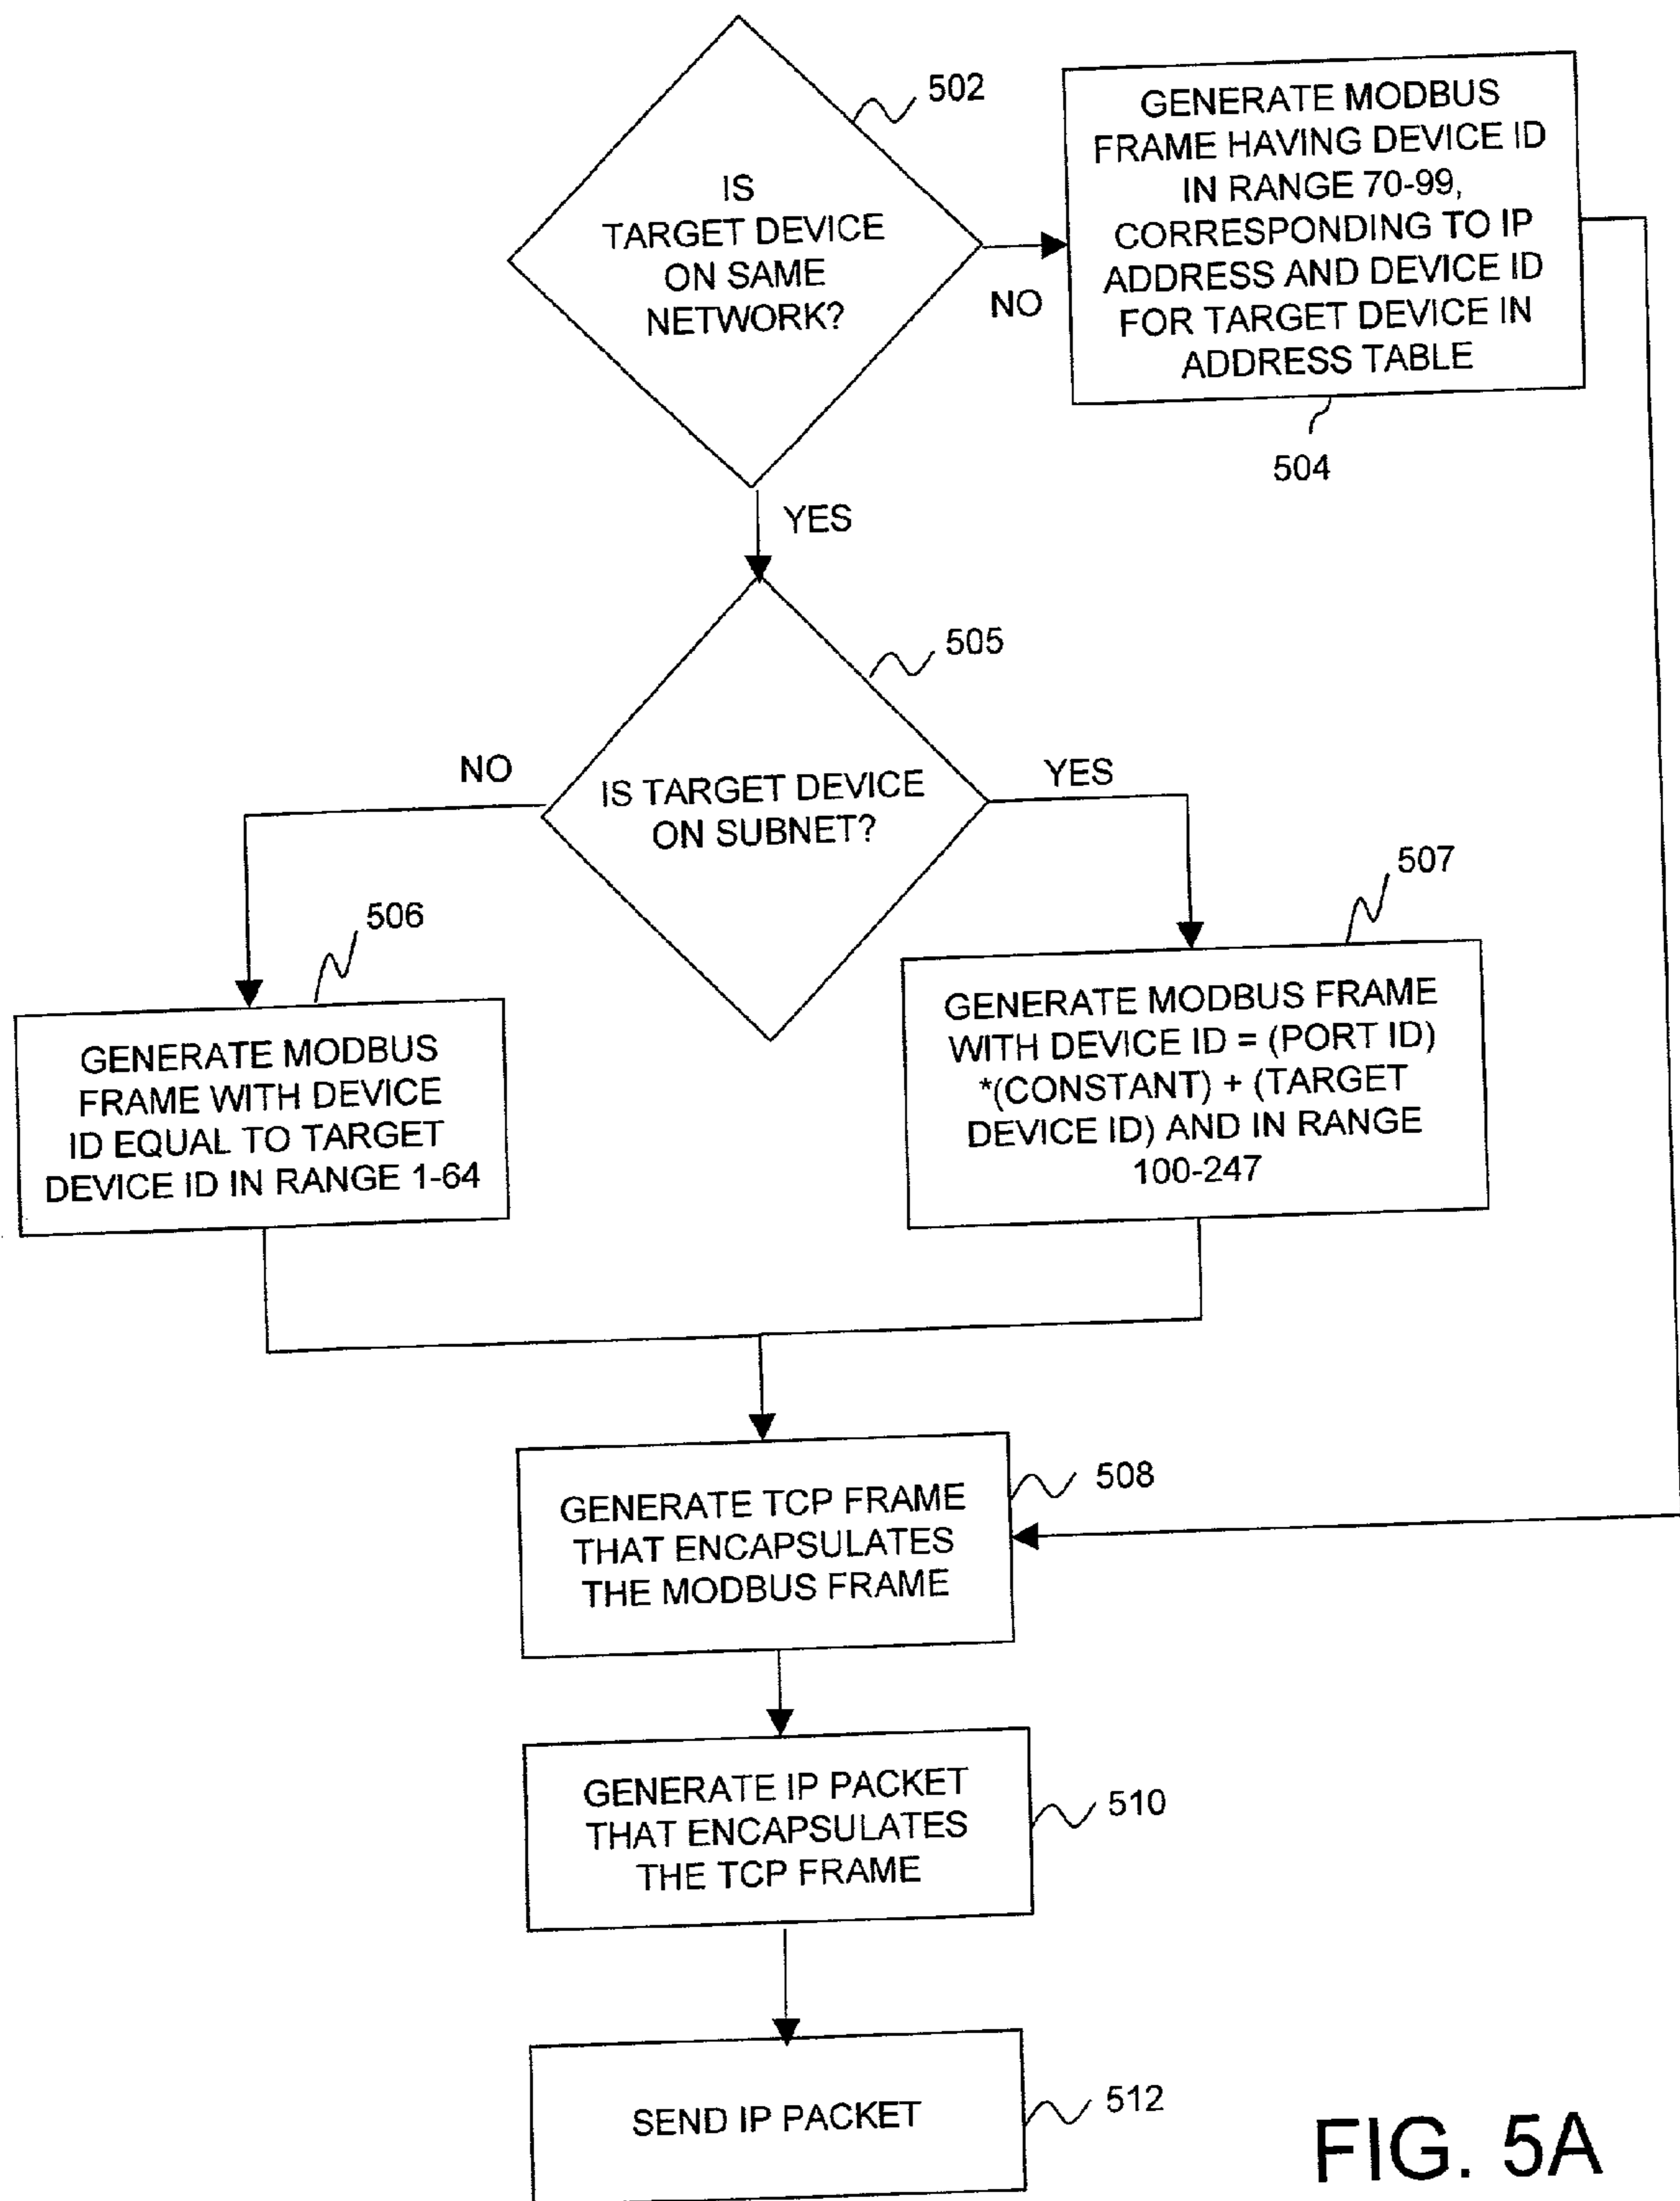 502
IS
TARGET DEVICE
ON SAME
NETWORK?
NO
GENERATE MODBUS
FRAME HAVING DEVICE ID
IN RANGE 70-99,
CORRESPONDING TO IP
ADDRESS AND DEVICE ID
FOR TARGET DEVICE IN
ADDRESS TABLE
504
YES
505
IS TARGET DEVICE
ON SUBNET?
NO
YES
506
GENERATE MODBUS
FRAME WITH DEVICE
ID EQUAL TO TARGET
DEVICE ID IN RANGE 1-64
507
GENERATE MODBUS FRAME
WITH DEVICE ID = (PORT ID)
*(CONSTANT) + (TARGET
DEVICE ID) AND IN RANGE
100-247
GENERATE TCP FRAME
THAT ENCAPSULATES
THE MODBUS FRAME
508
GENERATE IP PACKET
THAT ENCAPSULATES
THE TCP FRAME
510
SEND IP PACKET
512
FIG. 5A